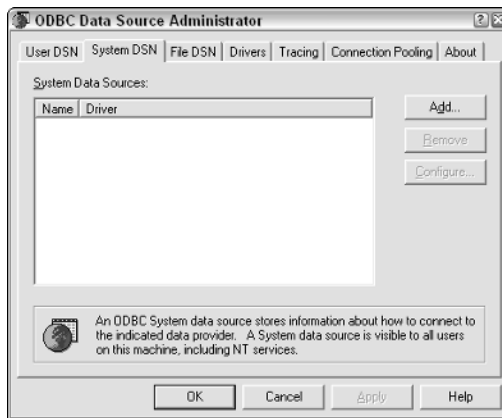 ODBC Data Source Administrator
User DSN System DSN File DSN Drivers Tracing Connection Pooling About
System Data Sources:
Name Driver
Add...
Remove
Configure...
An ODBC System data source stores information about how to connect to
the indicated data provider. A System data source is visible to all users
on this machine, including NT services.
OK Cancel Apply Help